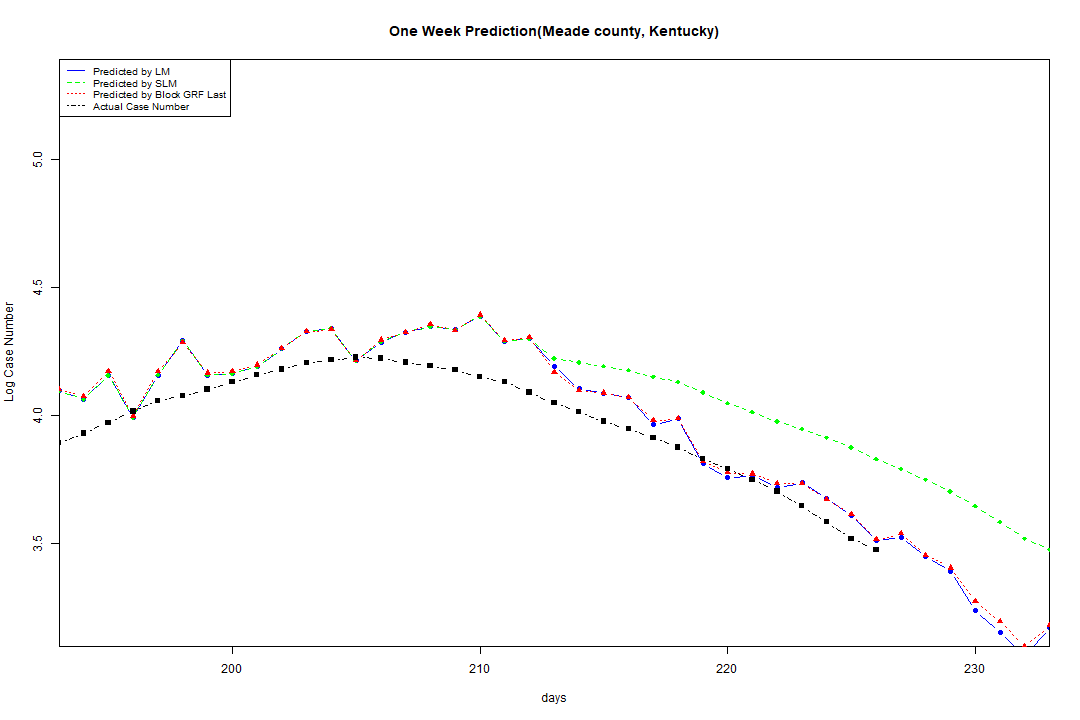 One Week Prediction(Meade county, Kentucky)
Predicted by LM
Predicted by SLM
Predicted by Block GRF Last
Actual Case Number
5.0
4.5
4.0
3.5
Log Case Number
200 210 220 230
days